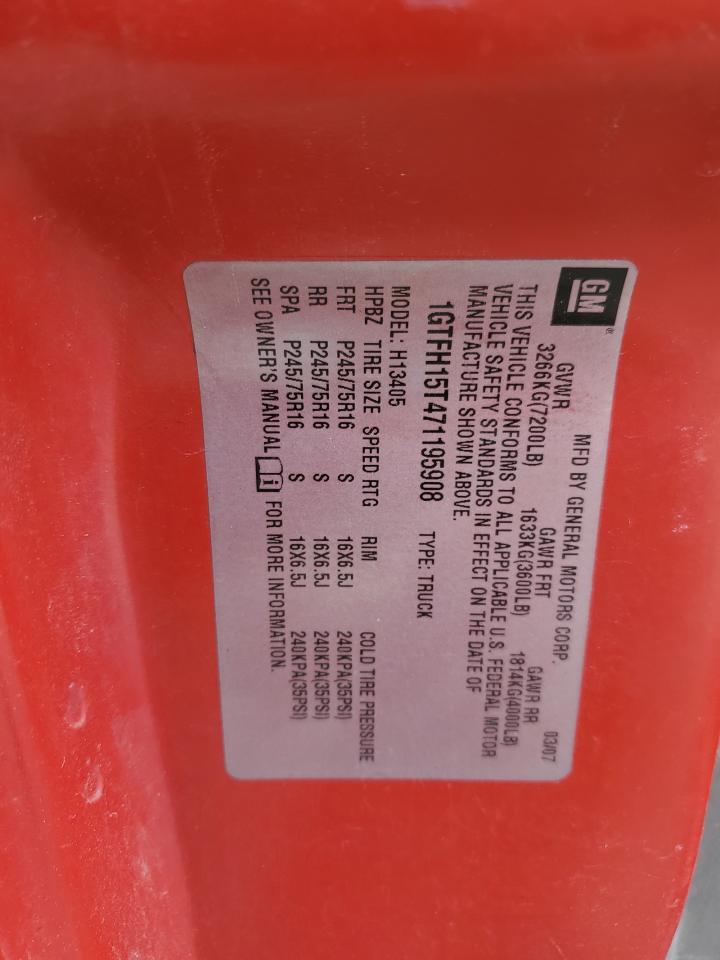 GM
MFD BY GENERAL MOTORS CORP. 03/07
GVWR GAWR FRT GAWR RR
3266KG(7200LB) 1633KG(3600LB) 1814KG(4000LB)
THIS VEHICLE CONFORMS TO ALL APPLICABLE U.S. FEDERAL MOTOR
VEHICLE SAFETY STANDARDS IN EFFECT ON THE DATE OF
MANUFACTURE SHOWN ABOVE.
1GTFH15T471195908 TYPE: TRUCK
MODEL: H13405
HPBZ TIRE SIZE SPEED RTG RIM COLD TIRE PRESSURE
FRT P245/75R16 S 16X6.5J 240KPA(35PSI)
RR P245/75R16 S 16X6.5J 240KPA(35PSI)
SPA P245/75R16 S 16X6.5J 240KPA(35PSI)
SEE OWNER'S MANUAL i FOR MORE INFORMATION.